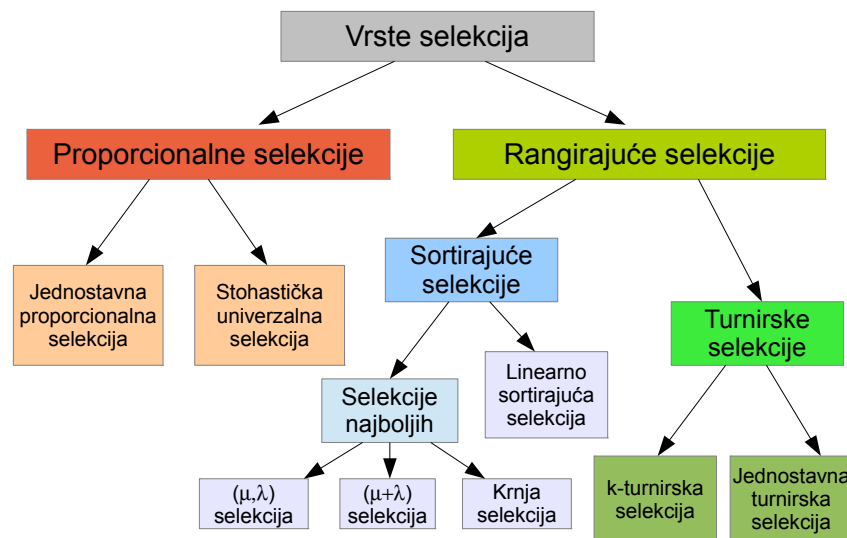 Vrste selekcija
Proporcionalne selekcije
Rangirajuće selekcije
Sortirajuće
selekcije
Jednostavna
proporcionalna
selekcija
Stohastička
univerzalna
selekcija
Turnirske
selekcije
Linearno
sortirajuća
selekcija
Selekcije
najboljih
(μ,λ)
selekcija
(μ+λ)
selekcija
Krnja
selekcija
k-turnirska
selekcija
Jednostavna
turnirska
selekcija